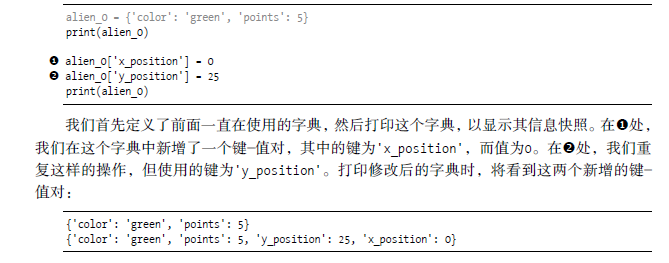 alien_0 = {'color': 'green', 'points': 5}
print(alien_0)
❶ alien_0['x_position'] = 0
❷ alien_0['y_position'] = 25
print(alien_0)
我们首先定义了前面一直在使用的字典，然后打印这个字典，以显示其信息快照。在❶处，
我们在这个字典中新增了一个键—值对，其中的键为'x_position'，而值为0。在❷处，我们重
复这样的操作，但使用的键为'y_position'。打印修改后的字典时，将看到这两个新增的键—
值对：
{'color': 'green', 'points': 5}
{'color': 'green', 'points': 5, 'y_position': 25, 'x_position': 0}